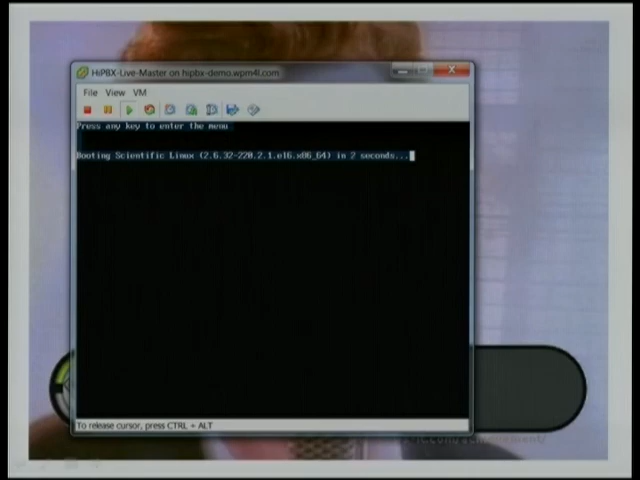 HiPBX-Live-Master on hipbx-demo.wpm4l.com
File View VM
Press any key to enter the menu
Booting Scientific Linux (2.6.32-220.2.1.el6.x86_64) in 2 seconds...
To release cursor, press CTRL + ALT